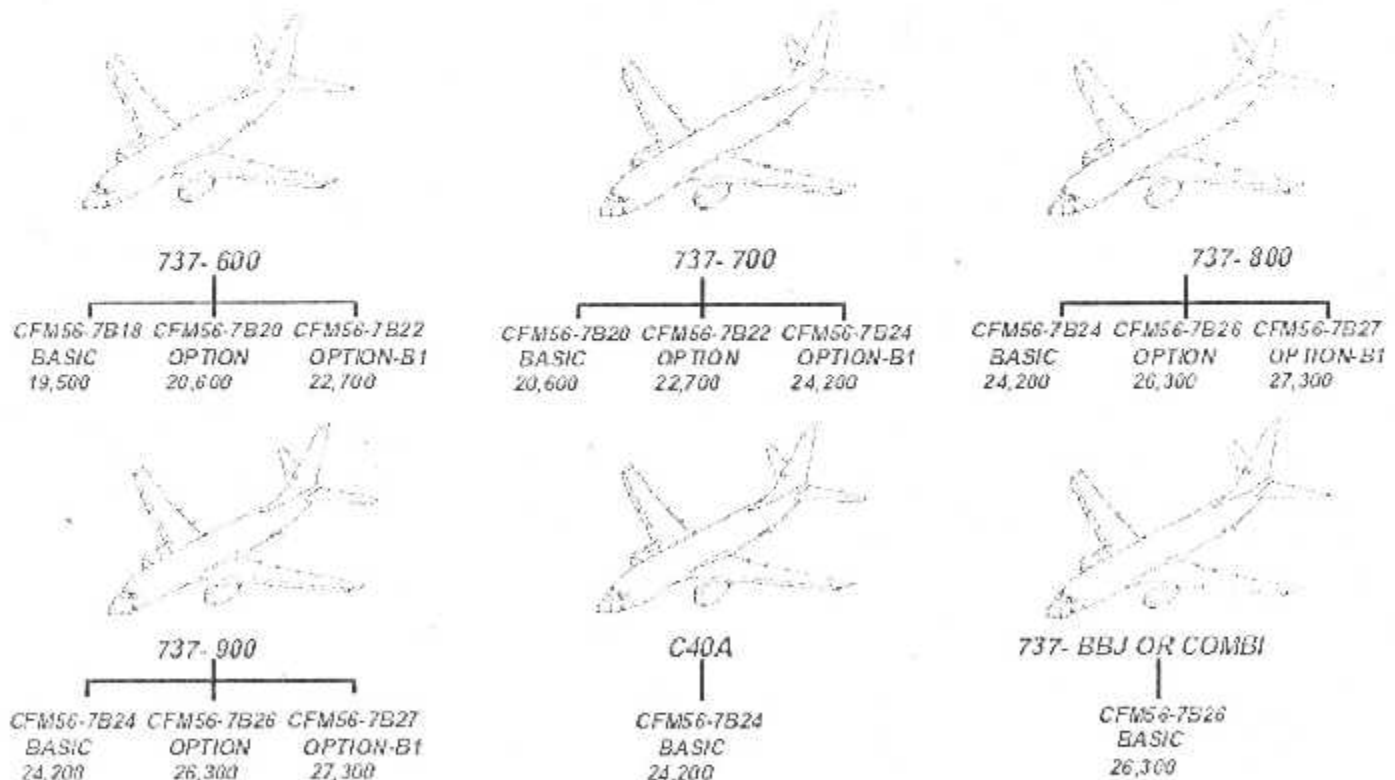 737- 600
CFM56-7B18 CFM56-7B20 CFM56-7B22
BASIC OPTION OPTION-B1
19,500 20,600 22,700
737- 700
CFM56-7B20 CFM56-7B22 CFM56-7B24
BASIC OPTION OPTION-B1
20,600 22,700 24,200
737- 800
CFM56-7B24 CFM56-7B26 CFM56-7B27
BASIC OPTION OPTION-B1
24,200 26,300 27,300
737- 900
CFM56-7B24 CFM56-7B26 CFM56-7B27
BASIC OPTION OPTION-B1
24,200 26,300 27,300
C40A
CFM56-7B24
BASIC
24,200
737- BBJ OR COMBI
CFM56-7B26
BASIC
26,300